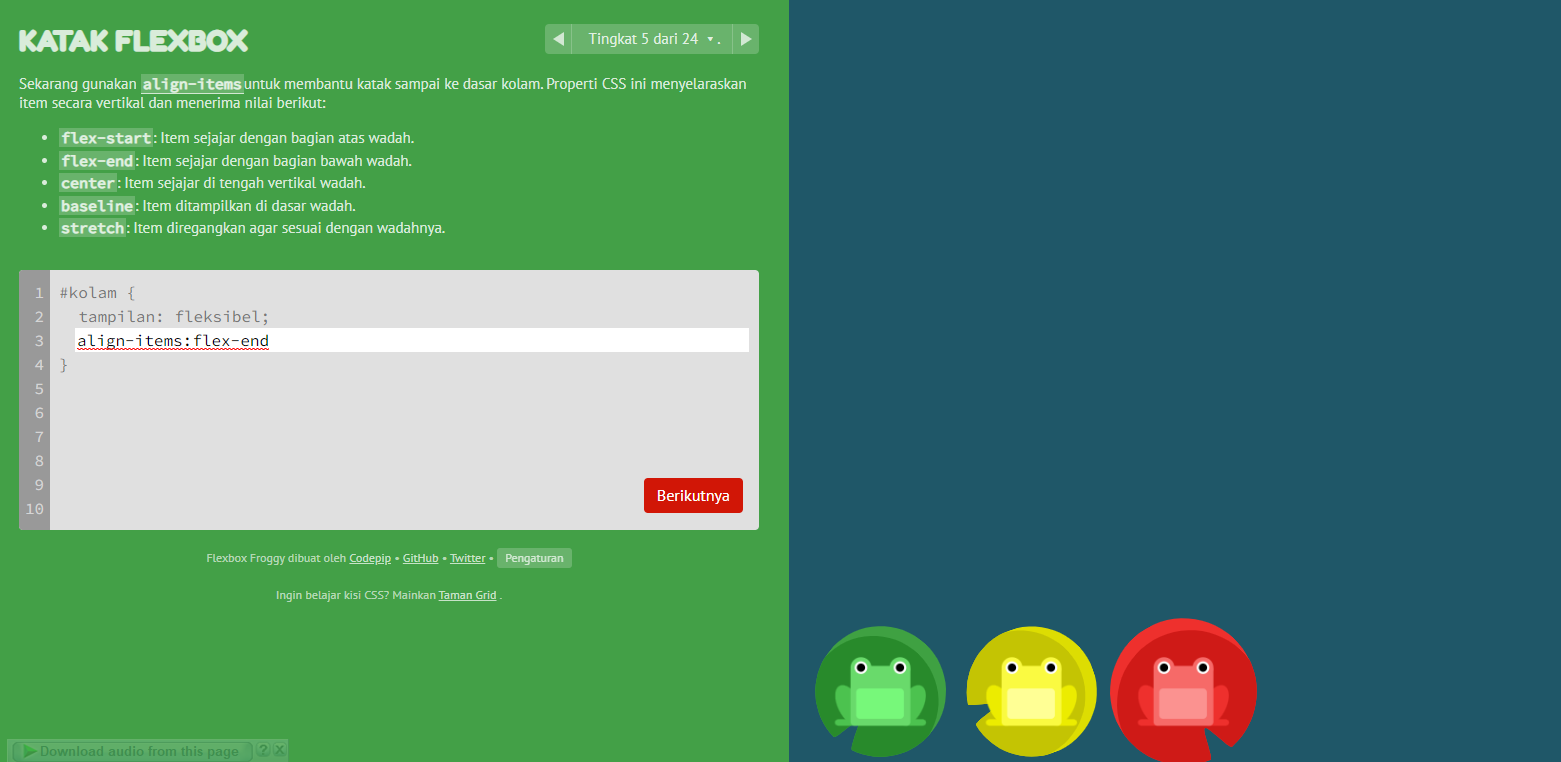 KATAK FLEXBOX
Tingkat 5 dari 24 ▾ .
Sekarang gunakan align-items untuk membantu katak sampai ke dasar kolam. Properti CSS ini menyelaraskan
item secara vertikal dan menerima nilai berikut:
• flex-start: Item sejajar dengan bagian atas wadah.
• flex-end: Item sejajar dengan bagian bawah wadah.
• center: Item sejajar di tengah vertikal wadah.
• baseline: Item ditampilkan di dasar wadah.
• stretch: Item diregangkan agar sesuai dengan wadahnya.
1 #kolam {
2 tampilan: fleksibel;
3 align-items:flex-end
4 }
5
6
7
8
9
10
Berikutnya
Flexbox Froggy dibuat oleh Codepip • GitHub • Twitter • Pengaturan
Ingin belajar kisi CSS? Mainkan Taman Grid .
Download audio from this page ? X